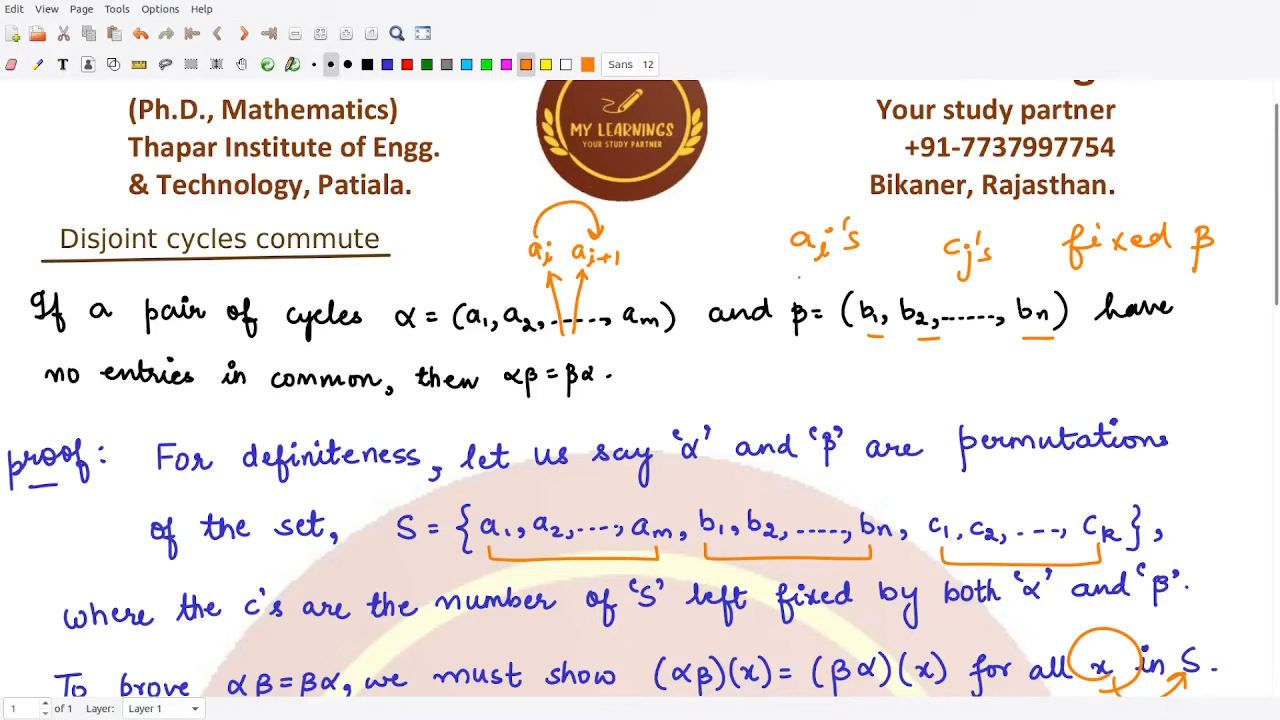 Edit View Page Tools Options Help
Sans 12
(Ph.D., Mathematics)
Thapar Institute of Engg.
& Technology, Patiala.
MY LEARNINGS
YOUR STUDY PARTNER
Your study partner
+91-7737997754
Bikaner, Rajasthan.
Disjoint cycles commute
ai ai+1
ai's cj's fixed β
If a pair of cycles α = (a1, a2, ......, am) and β = (b1, b2, ......, bn) have
no entries in common, then αβ = βα.
proof: For definiteness, let us say 'α' and 'β' are permutations
of the set, S = {a1, a2, ...., am, b1, b2, ....., bn, c1, c2, ...., ck},
where the c's are the number of 'S' left fixed by both 'α' and 'β'.
To prove αβ = βα, we must show (αβ)(x) = (βα)(x) for all x in S.
1 of 1 Layer: Layer 1